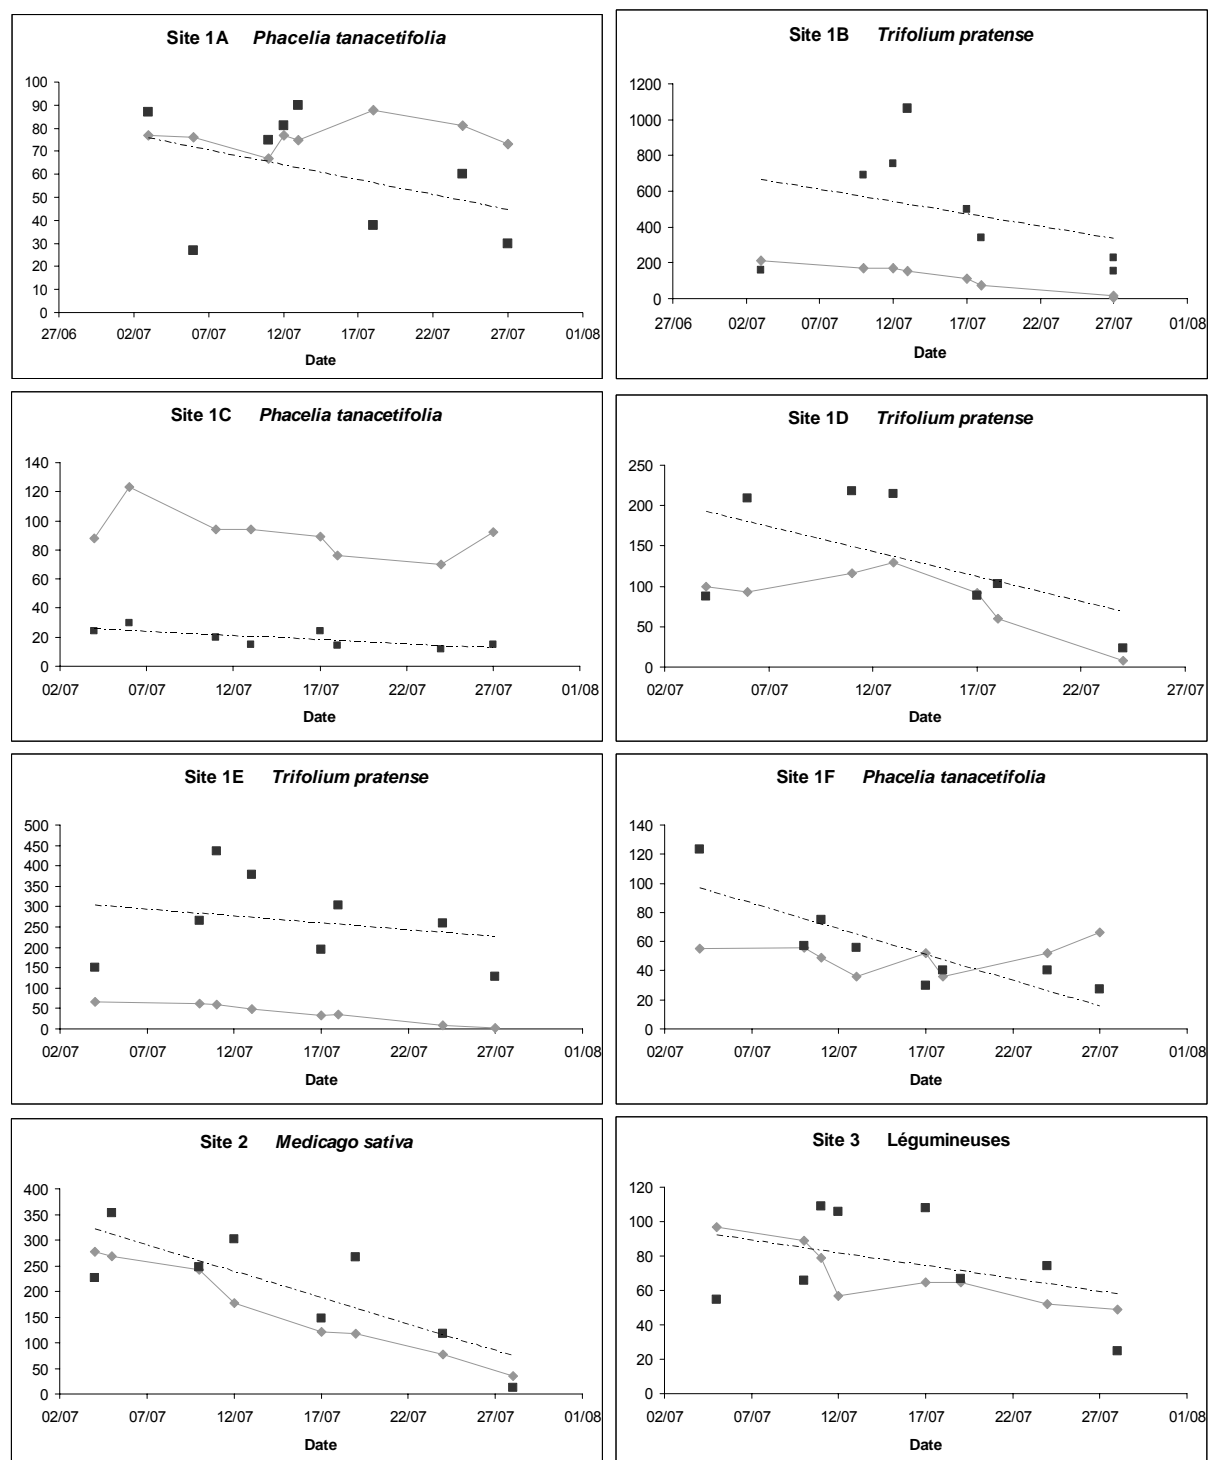 Site 1A Phacelia tanacetifolia
100
90
80
70
60
50
40
30
20
10
0
27/06 02/07 07/07 12/07 17/07 22/07 27/07 01/08
Date
Site 1B Trifolium pratense
1200
1000
800
600
400
200
0
27/06 02/07 07/07 12/07 17/07 22/07 27/07 01/08
Date
Site 1C Phacelia tanacetifolia
140
120
100
80
60
40
20
0
02/07 07/07 12/07 17/07 22/07 27/07 01/08
Date
Site 1D Trifolium pratense
250
200
150
100
50
0
02/07 07/07 12/07 17/07 22/07 27/07
Date
Site 1E Trifolium pratense
500
450
400
350
300
250
200
150
100
50
0
02/07 07/07 12/07 17/07 22/07 27/07 01/08
Date
Site 1F Phacelia tanacetifolia
140
120
100
80
60
40
20
0
02/07 07/07 12/07 17/07 22/07 27/07 01/08
Date
Site 2 Medicago sativa
400
350
300
250
200
150
100
50
0
02/07 07/07 12/07 17/07 22/07 27/07 01/08
Date
Site 3 Légumineuses
120
100
80
60
40
20
0
02/07 07/07 12/07 17/07 22/07 27/07 01/08
Date